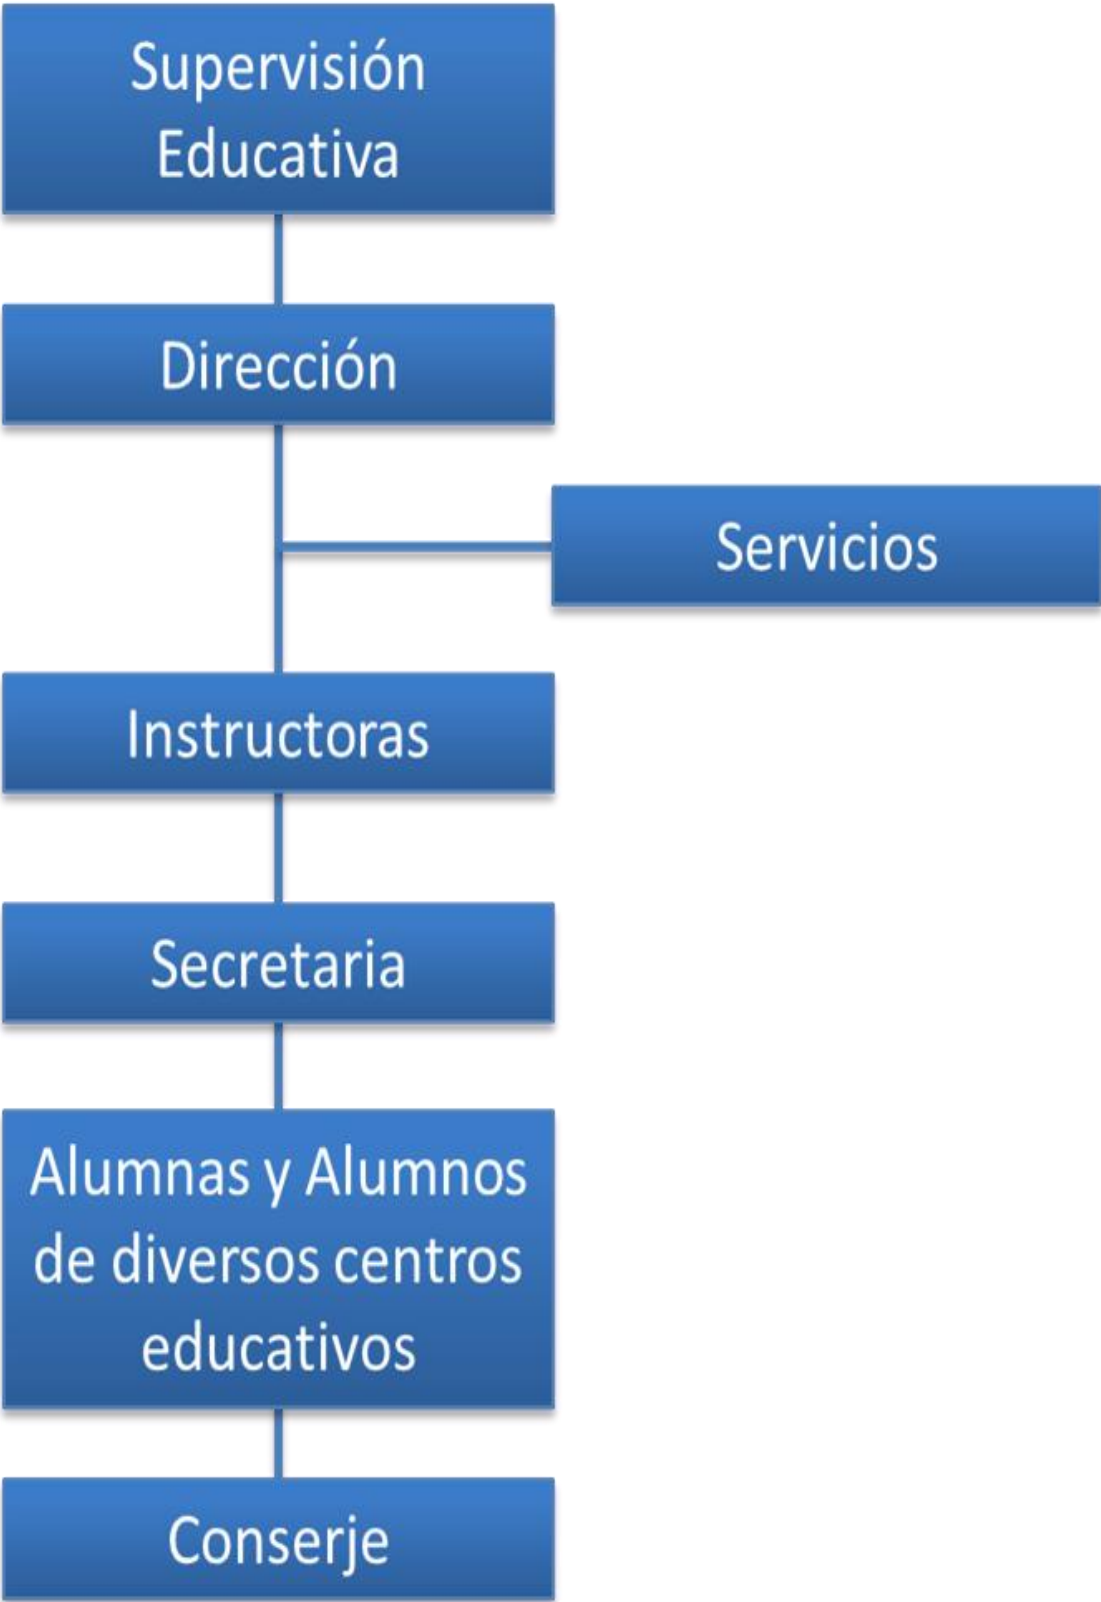 Supervisión
Educativa
Dirección
Servicios
Instructoras
Secretaria
Alumnas y Alumnos
de diversos centros
educativos
Conserje